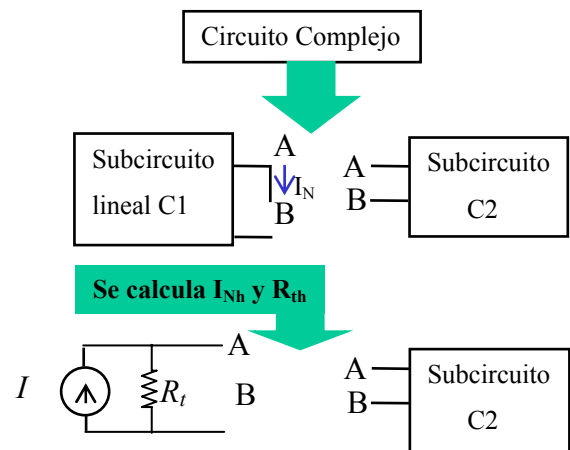 Circuito Complejo
Subcircuito
lineal C1
A
I_N
B
A
B
Subcircuito
C2
Se calcula I_Nh y R_th
I
R_t
A
B
A
B
Subcircuito
C2